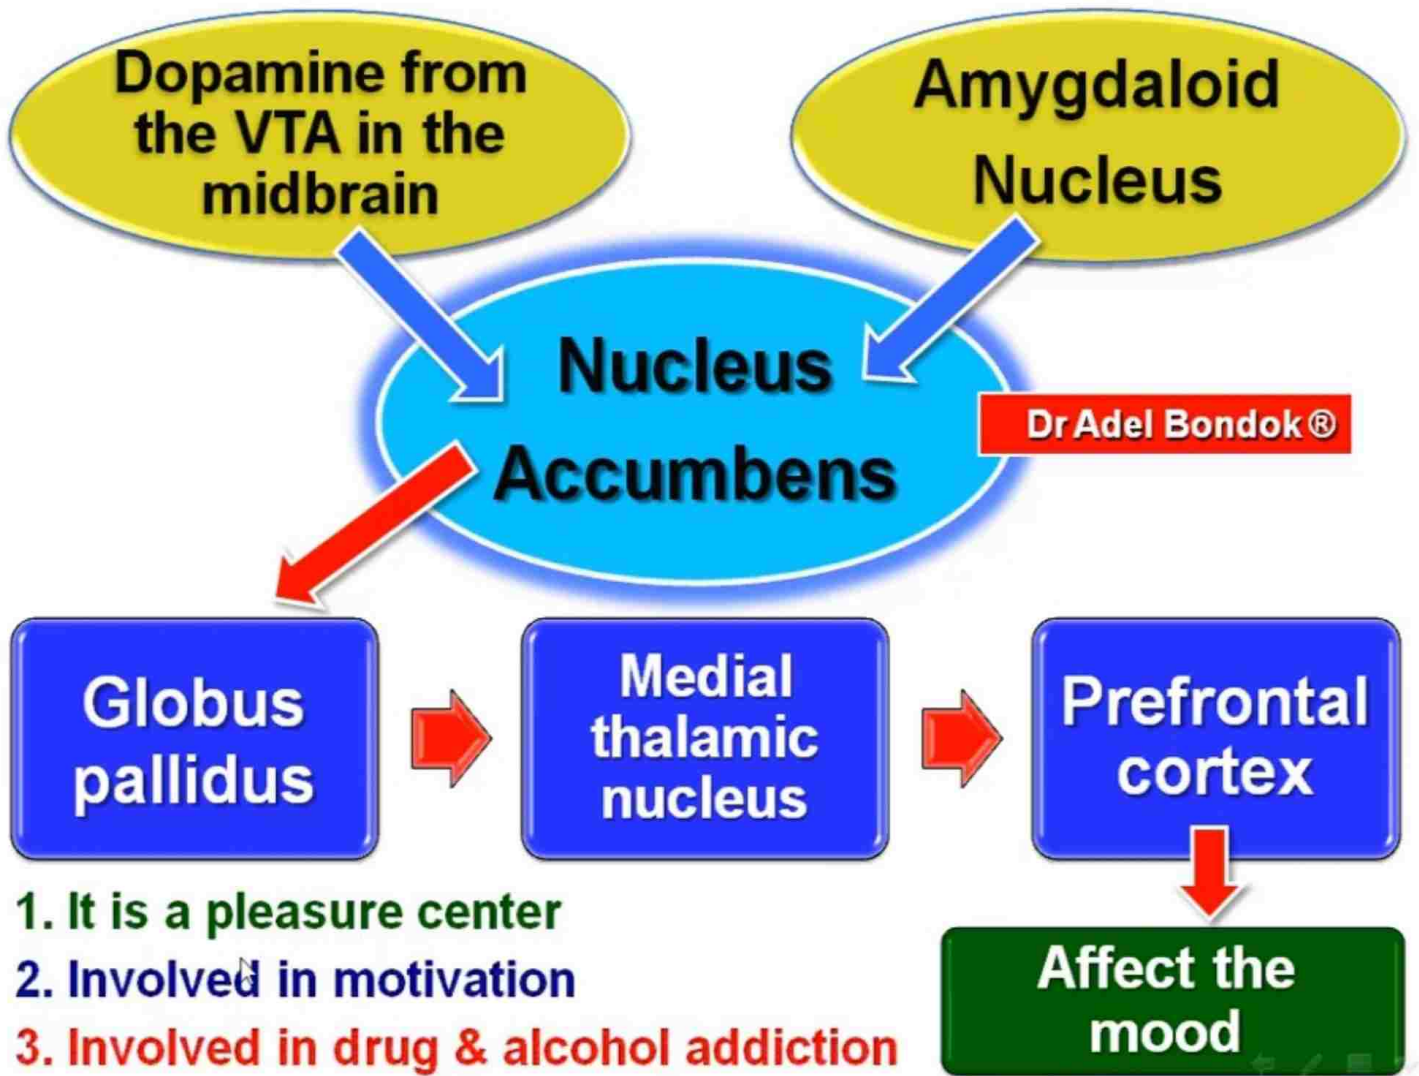 Dopamine from
the VTA in the
midbrain
Amygdaloid
Nucleus
Nucleus
Accumbens
Dr Adel Bondok ®
Globus
pallidus
Medial
thalamic
nucleus
Prefrontal
cortex
1. It is a pleasure center
2. Involved in motivation
3. Involved in drug & alcohol addiction
Affect the
mood